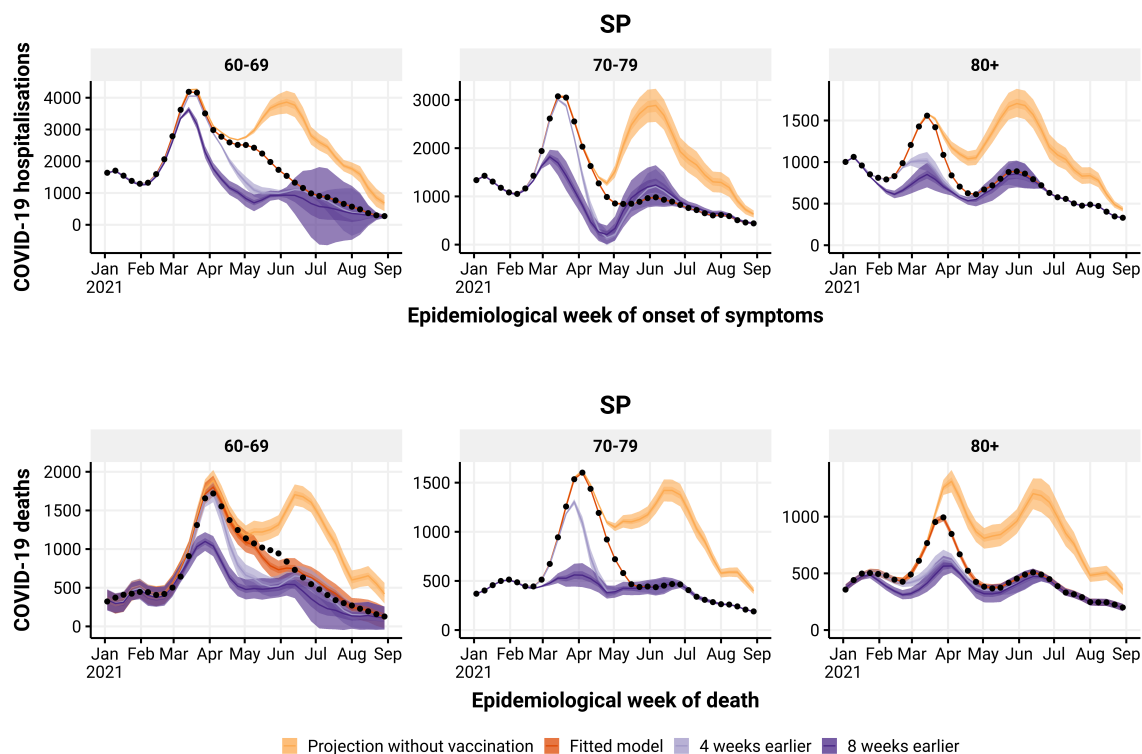 SP
60-69 70-79 80+
COVID-19 hospitalisations
4000
3000
2000
1000
0
3000
2000
1000
0
1500
1000
500
0
Jan Feb Mar Apr May Jun Jul Aug Sep
2021
Jan Feb Mar Apr May Jun Jul Aug Sep
2021
Jan Feb Mar Apr May Jun Jul Aug Sep
2021
Epidemiological week of onset of symptoms
SP
60-69 70-79 80+
COVID-19 deaths
2000
1500
1000
500
0
1500
1000
500
0
1000
500
0
Jan Feb Mar Apr May Jun Jul Aug Sep
2021
Jan Feb Mar Apr May Jun Jul Aug Sep
2021
Jan Feb Mar Apr May Jun Jul Aug Sep
2021
Epidemiological week of death
Projection without vaccination Fitted model 4 weeks earlier 8 weeks earlier